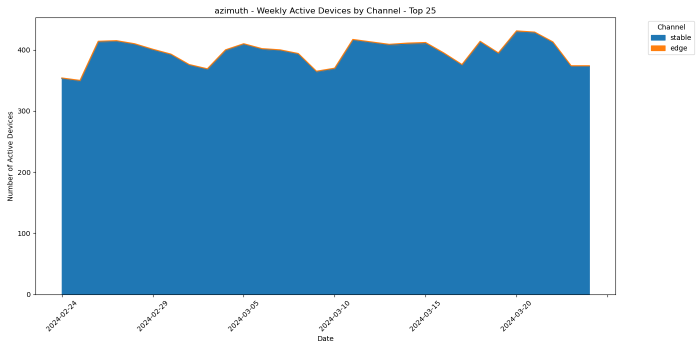 azimuth - Weekly Active Devices by Channel - Top 25
Channel
stable
edge
Number of Active Devices
400
300
200
100
0
2024-02-24
2024-02-29
2024-03-05
2024-03-10
2024-03-15
2024-03-20
Date